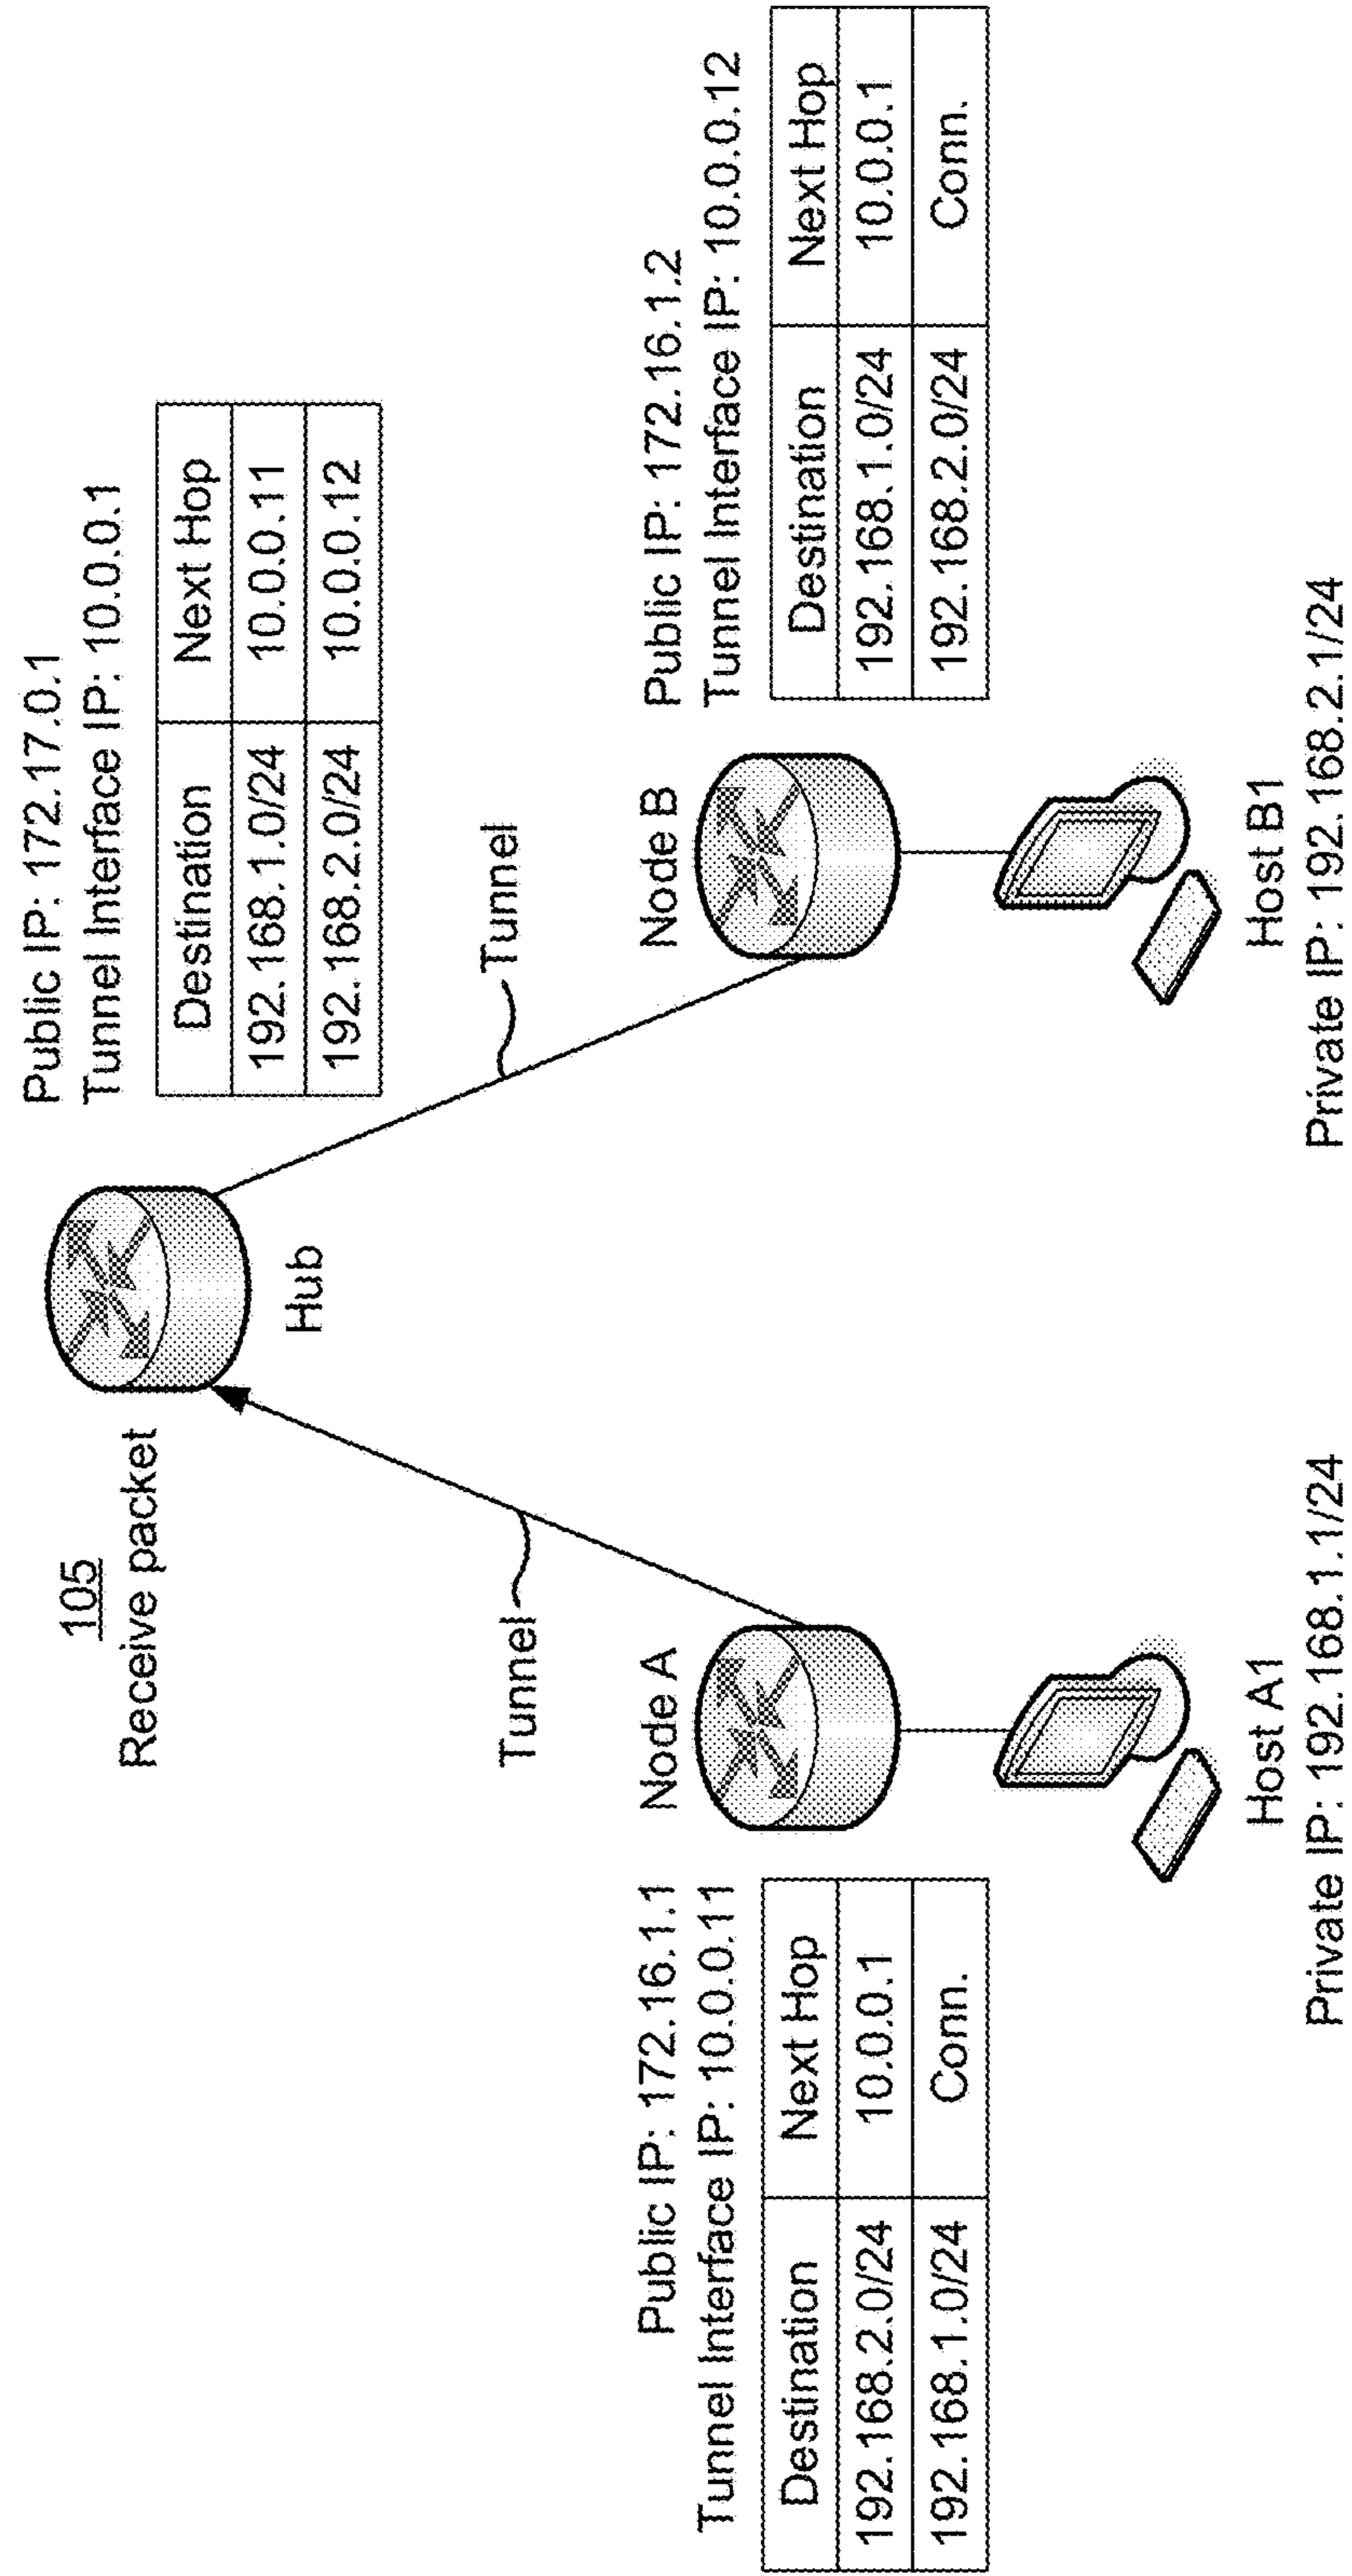 Public IP: 172.17.0.1
Tunnel Interface IP: 10.0.0.1
Destination Next Hop
192.168.1.0/24 10.0.0.11
192.168.2.0/24 10.0.0.12
105
Receive packet
Hub
Tunnel
Tunnel
Public IP: 172.16.1.1
Tunnel Interface IP: 10.0.0.11
Destination Next Hop
192.168.2.0/24 10.0.0.1
192.168.1.0/24 Conn.
Node A
Node B
Public IP: 172.16.1.2
Tunnel Interface IP: 10.0.0.12
Destination Next Hop
192.168.1.0/24 10.0.0.1
192.168.2.0/24 Conn.
Host A1
Private IP: 192.168.1.1/24
Host B1
Private IP: 192.168.2.1/24